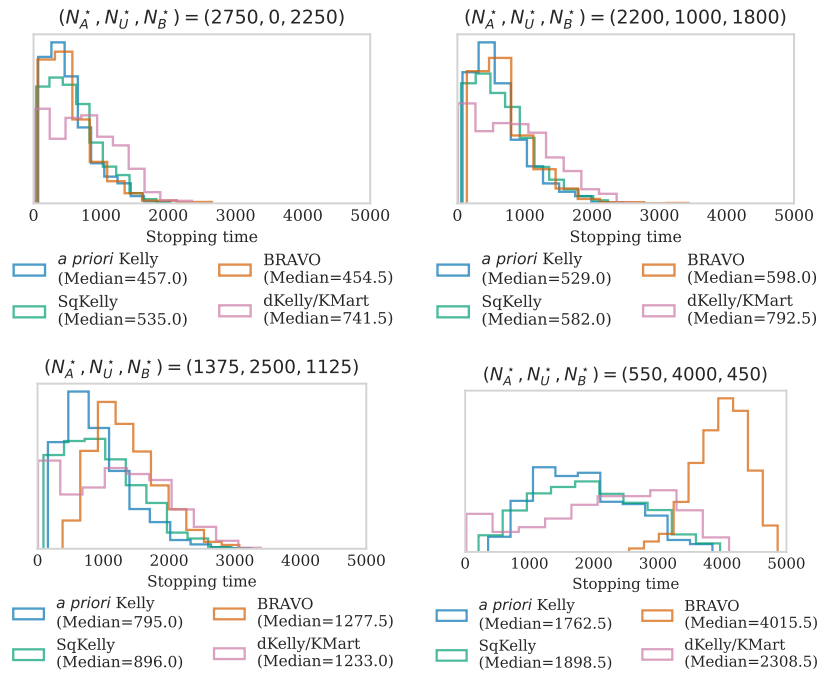 (N_A^⋆, N_U^⋆, N_B^⋆) = (2750, 0, 2250)
0 1000 2000 3000 4000 5000
Stopping time
a priori Kelly
(Median=457.0)
BRAVO
(Median=454.5)
SqKelly
(Median=535.0)
dKelly/KMart
(Median=741.5)
(N_A^⋆, N_U^⋆, N_B^⋆) = (2200, 1000, 1800)
0 1000 2000 3000 4000 5000
Stopping time
a priori Kelly
(Median=529.0)
BRAVO
(Median=598.0)
SqKelly
(Median=582.0)
dKelly/KMart
(Median=792.5)
(N_A^⋆, N_U^⋆, N_B^⋆) = (1375, 2500, 1125)
0 1000 2000 3000 4000 5000
Stopping time
a priori Kelly
(Median=795.0)
BRAVO
(Median=1277.5)
SqKelly
(Median=896.0)
dKelly/KMart
(Median=1233.0)
(N_A^⋆, N_U^⋆, N_B^⋆) = (550, 4000, 450)
0 1000 2000 3000 4000 5000
Stopping time
a priori Kelly
(Median=1762.5)
BRAVO
(Median=4015.5)
SqKelly
(Median=1898.5)
dKelly/KMart
(Median=2308.5)